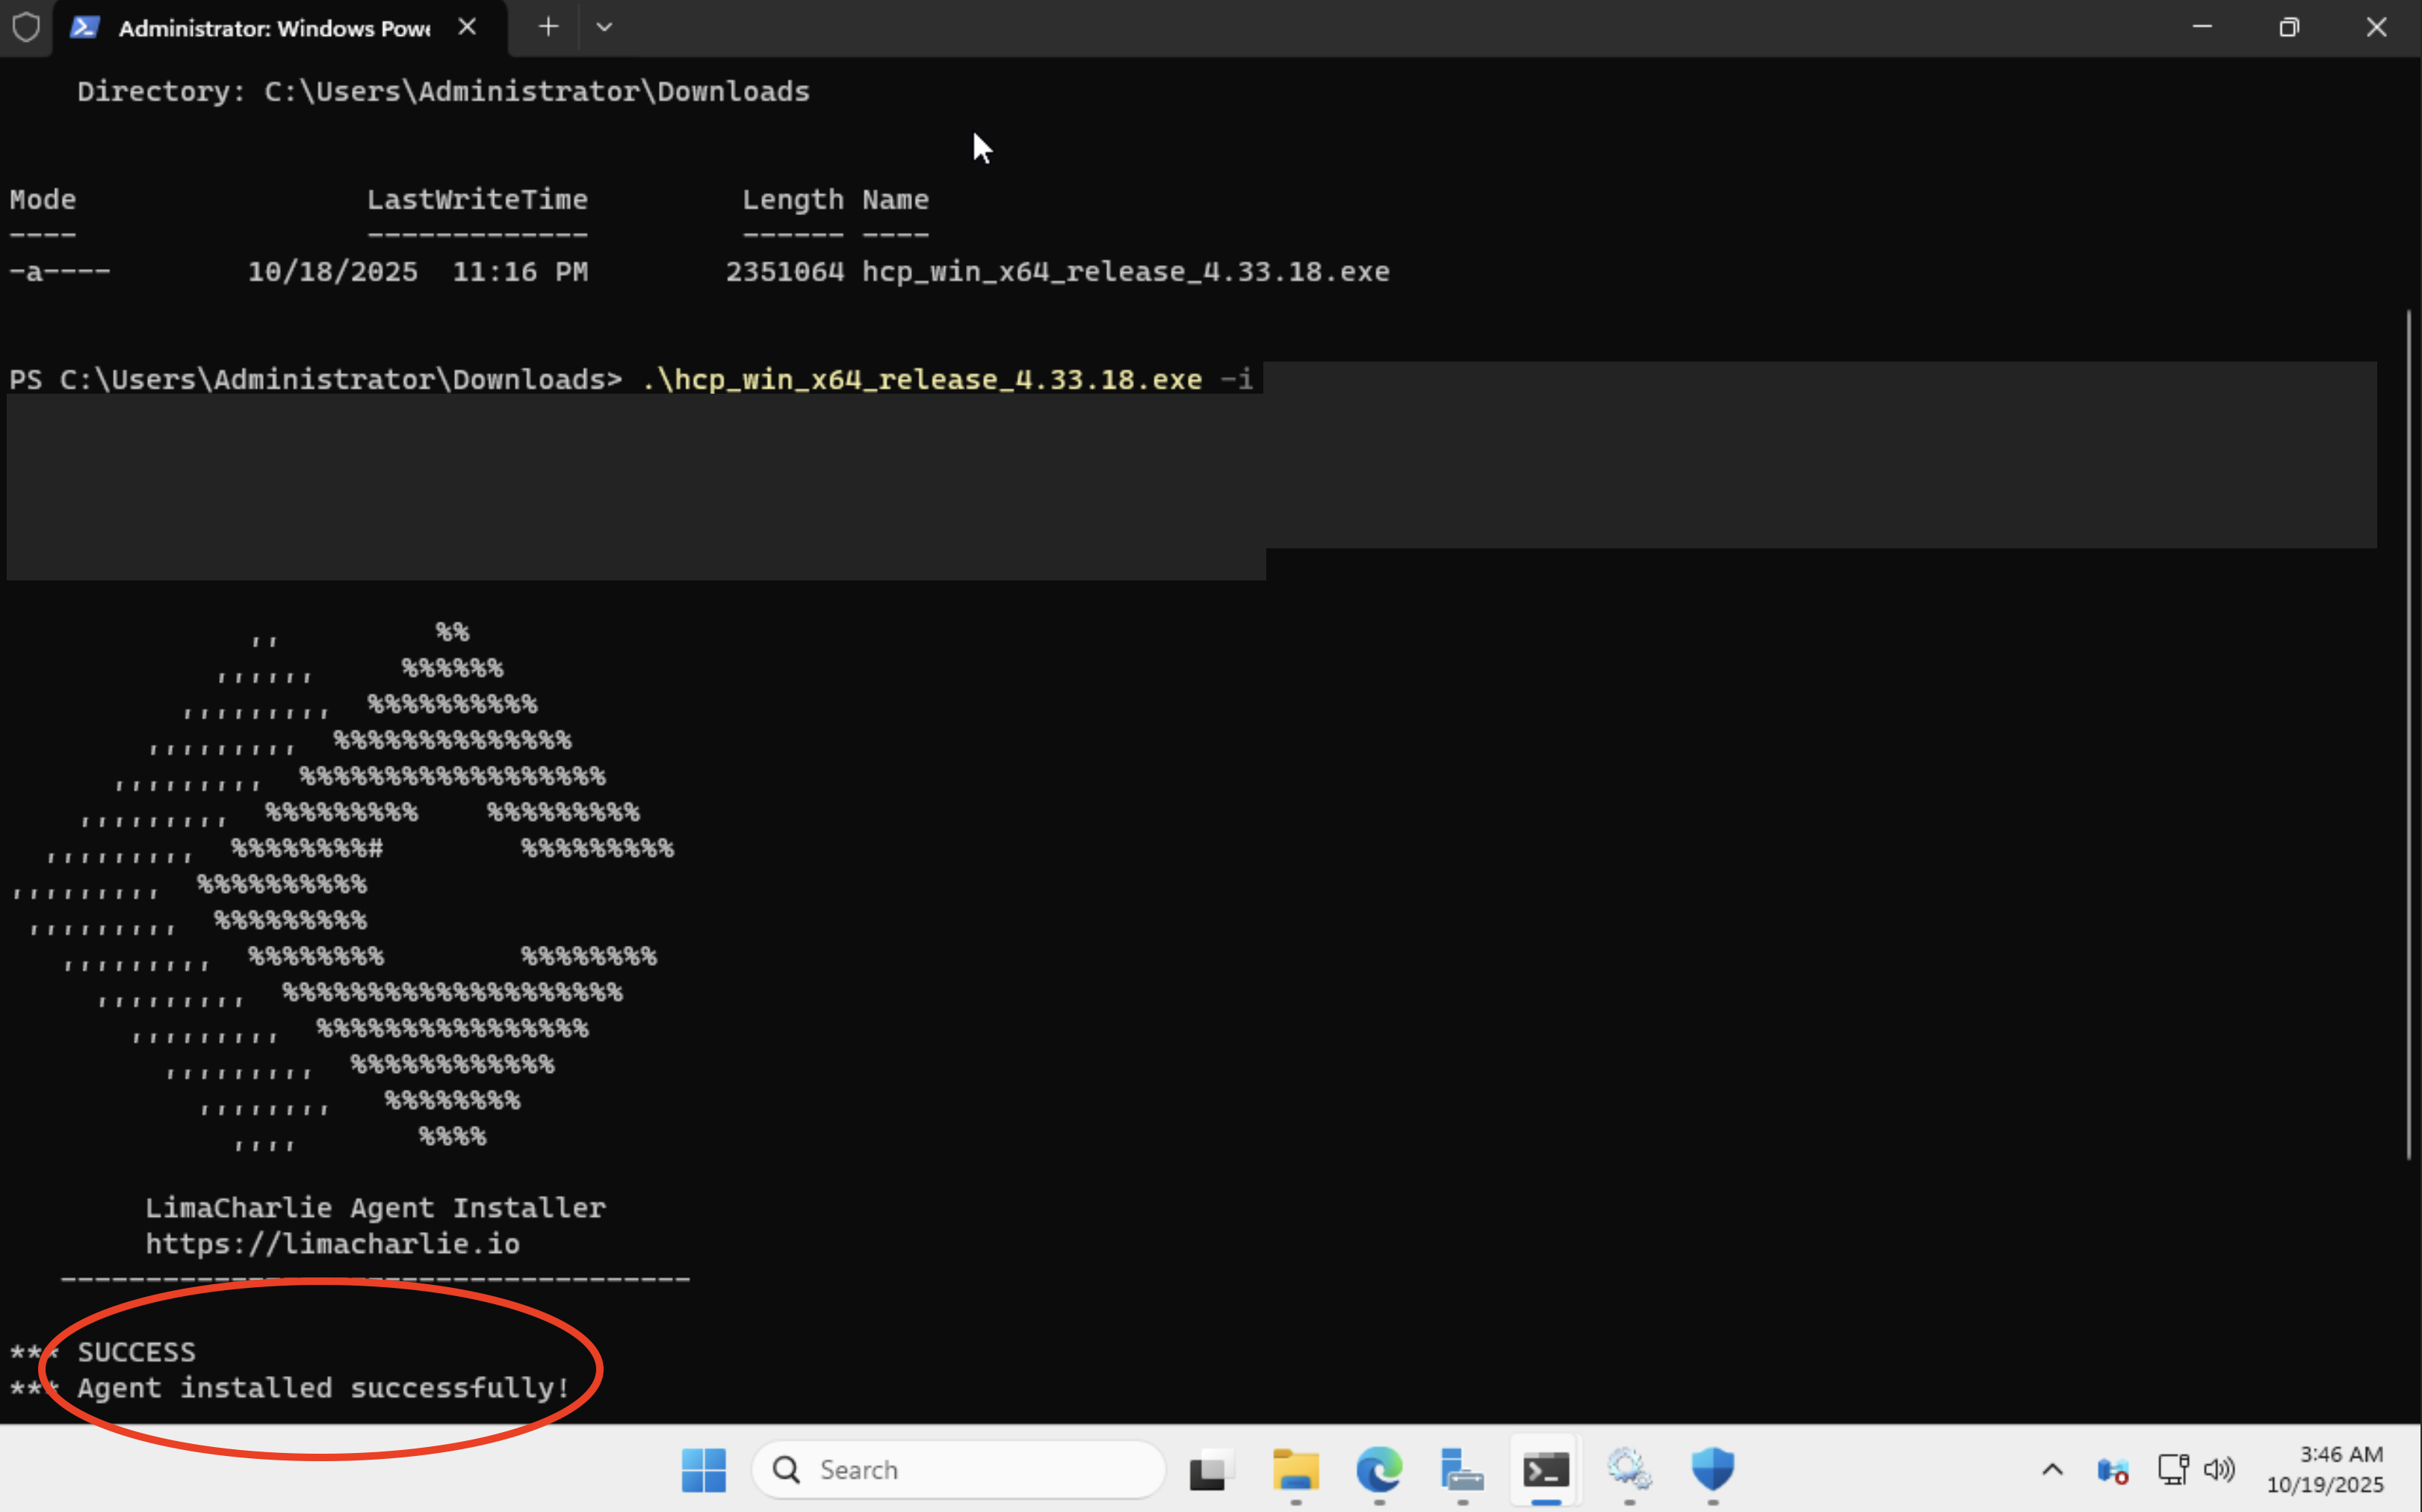 Administrator: Windows Powe
Directory: C:\Users\Administrator\Downloads
Mode                 LastWriteTime         Length Name
----                 -------------         ------ ----
-a----        10/18/2025  11:16 PM        2351064 hcp_win_x64_release_4.33.18.exe
PS C:\Users\Administrator\Downloads> .\hcp_win_x64_release_4.33.18.exe -i
              ,,         %%
            ,,,,,,     %%%%%%
          ,,,,,,,,,  %%%%%%%%%%
        ,,,,,,,,,  %%%%%%%%%%%%%%
      ,,,,,,,,,  %%%%%%%%%%%%%%%%%%
    ,,,,,,,,,  %%%%%%%%%    %%%%%%%%%
  ,,,,,,,,,  %%%%%%%%#        %%%%%%%%%
,,,,,,,,,  %%%%%%%%%%
 ,,,,,,,,,  %%%%%%%%%
   ,,,,,,,,,  %%%%%%%%        %%%%%%%%
     ,,,,,,,,,  %%%%%%%%%%%%%%%%%%%%
       ,,,,,,,,,  %%%%%%%%%%%%%%%%
         ,,,,,,,,,  %%%%%%%%%%%%
           ,,,,,,,,   %%%%%%%%
             ,,,,       %%%%
LimaCharlie Agent Installer
https://limacharlie.io
-------------------------------------
*** SUCCESS
*** Agent installed successfully!
Search
3:46 AM
10/19/2025